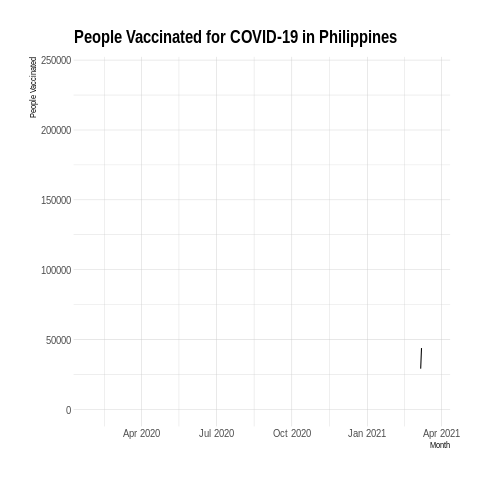 People Vaccinated for COVID-19 in Philippines
People Vaccinated
250000
200000
150000
100000
50000
0
Apr 2020 Jul 2020 Oct 2020 Jan 2021 Apr 2021
Month